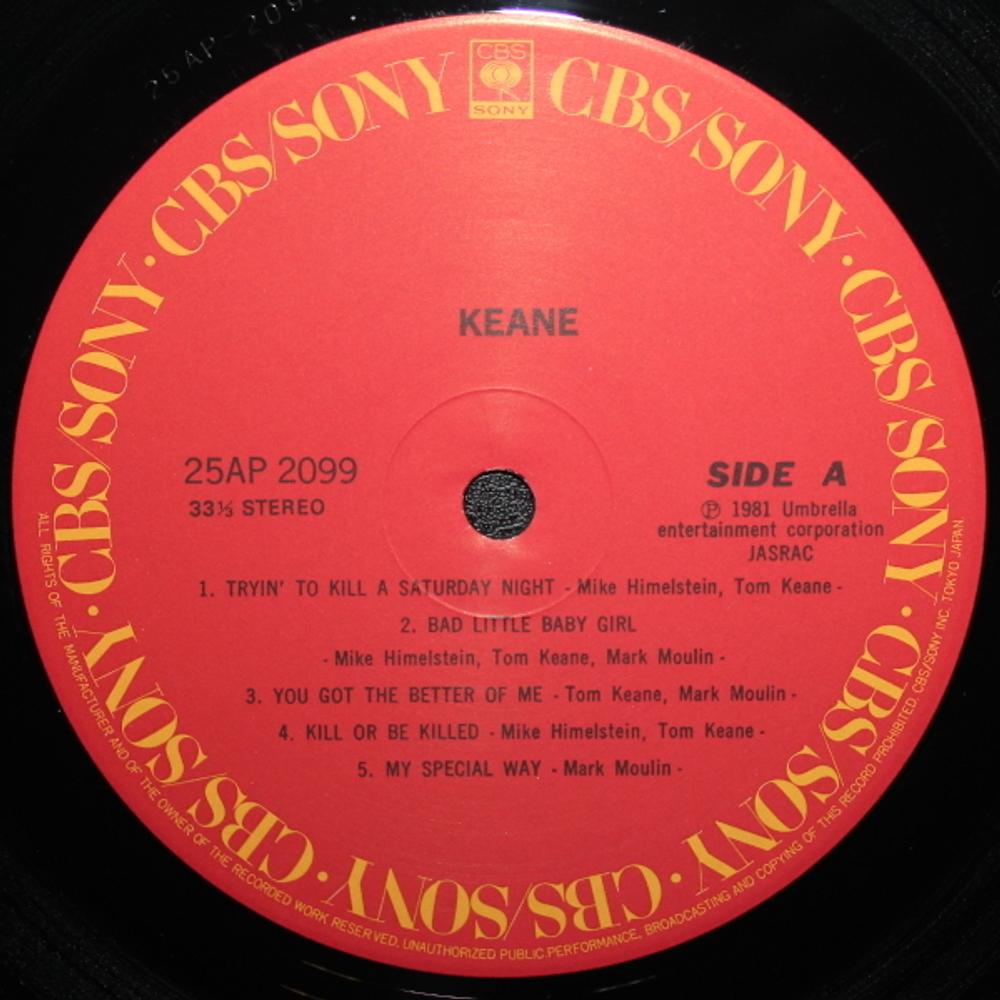 25AP-209
CBS
SONY
CBS/SONY · CBS/SONY · CBS/SONY · CBS/SONY · CBS/SONY · CBS/SONY · CBS/SONY · CBS/SONY
KEANE
25AP 2099
33⅓ STEREO
SIDE A
Ⓟ 1981 Umbrella
entertainment corporation
JASRAC
1. TRYIN' TO KILL A SATURDAY NIGHT - Mike Himelstein, Tom Keane -
2. BAD LITTLE BABY GIRL
- Mike Himelstein, Tom Keane, Mark Moulin -
3. YOU GOT THE BETTER OF ME - Tom Keane, Mark Moulin -
4. KILL OR BE KILLED - Mike Himelstein, Tom Keane -
5. MY SPECIAL WAY - Mark Moulin -
ALL RIGHTS OF THE MANUFACTURER AND OF THE OWNER OF THE RECORDED WORK RESERVED. UNAUTHORIZED PUBLIC PERFORMANCE, BROADCASTING AND COPYING OF THIS RECORD PROHIBITED. CBS/SONY INC. TOKYO JAPAN.